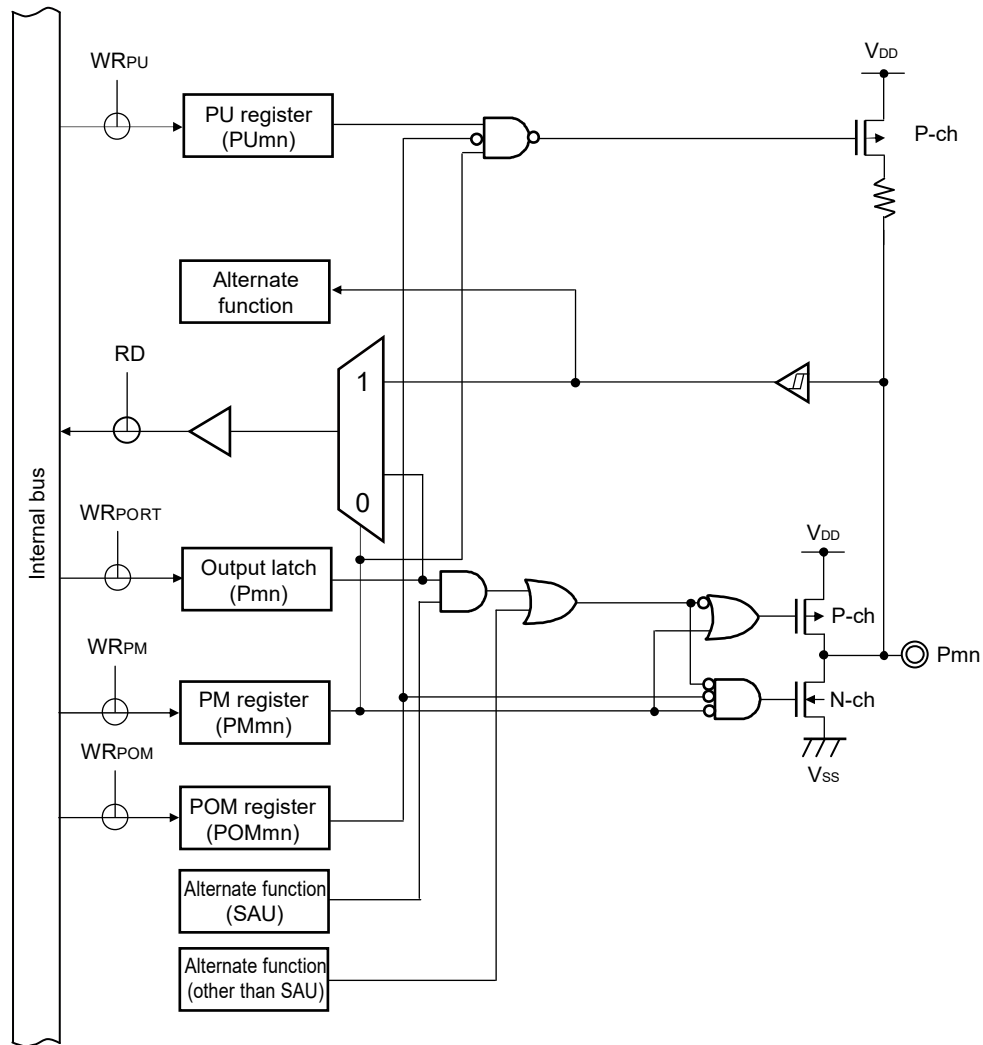 WRPU
PU register
(PUmn)
VDD
P-ch
Alternate
function
RD
1
0
Internal bus
WRPORT
Output latch
(Pmn)
VDD
P-ch
Pmn
N-ch
VSS
WRPM
PM register
(PMmn)
WRPOM
POM register
(POMmn)
Alternate function
(SAU)
Alternate function
(other than SAU)